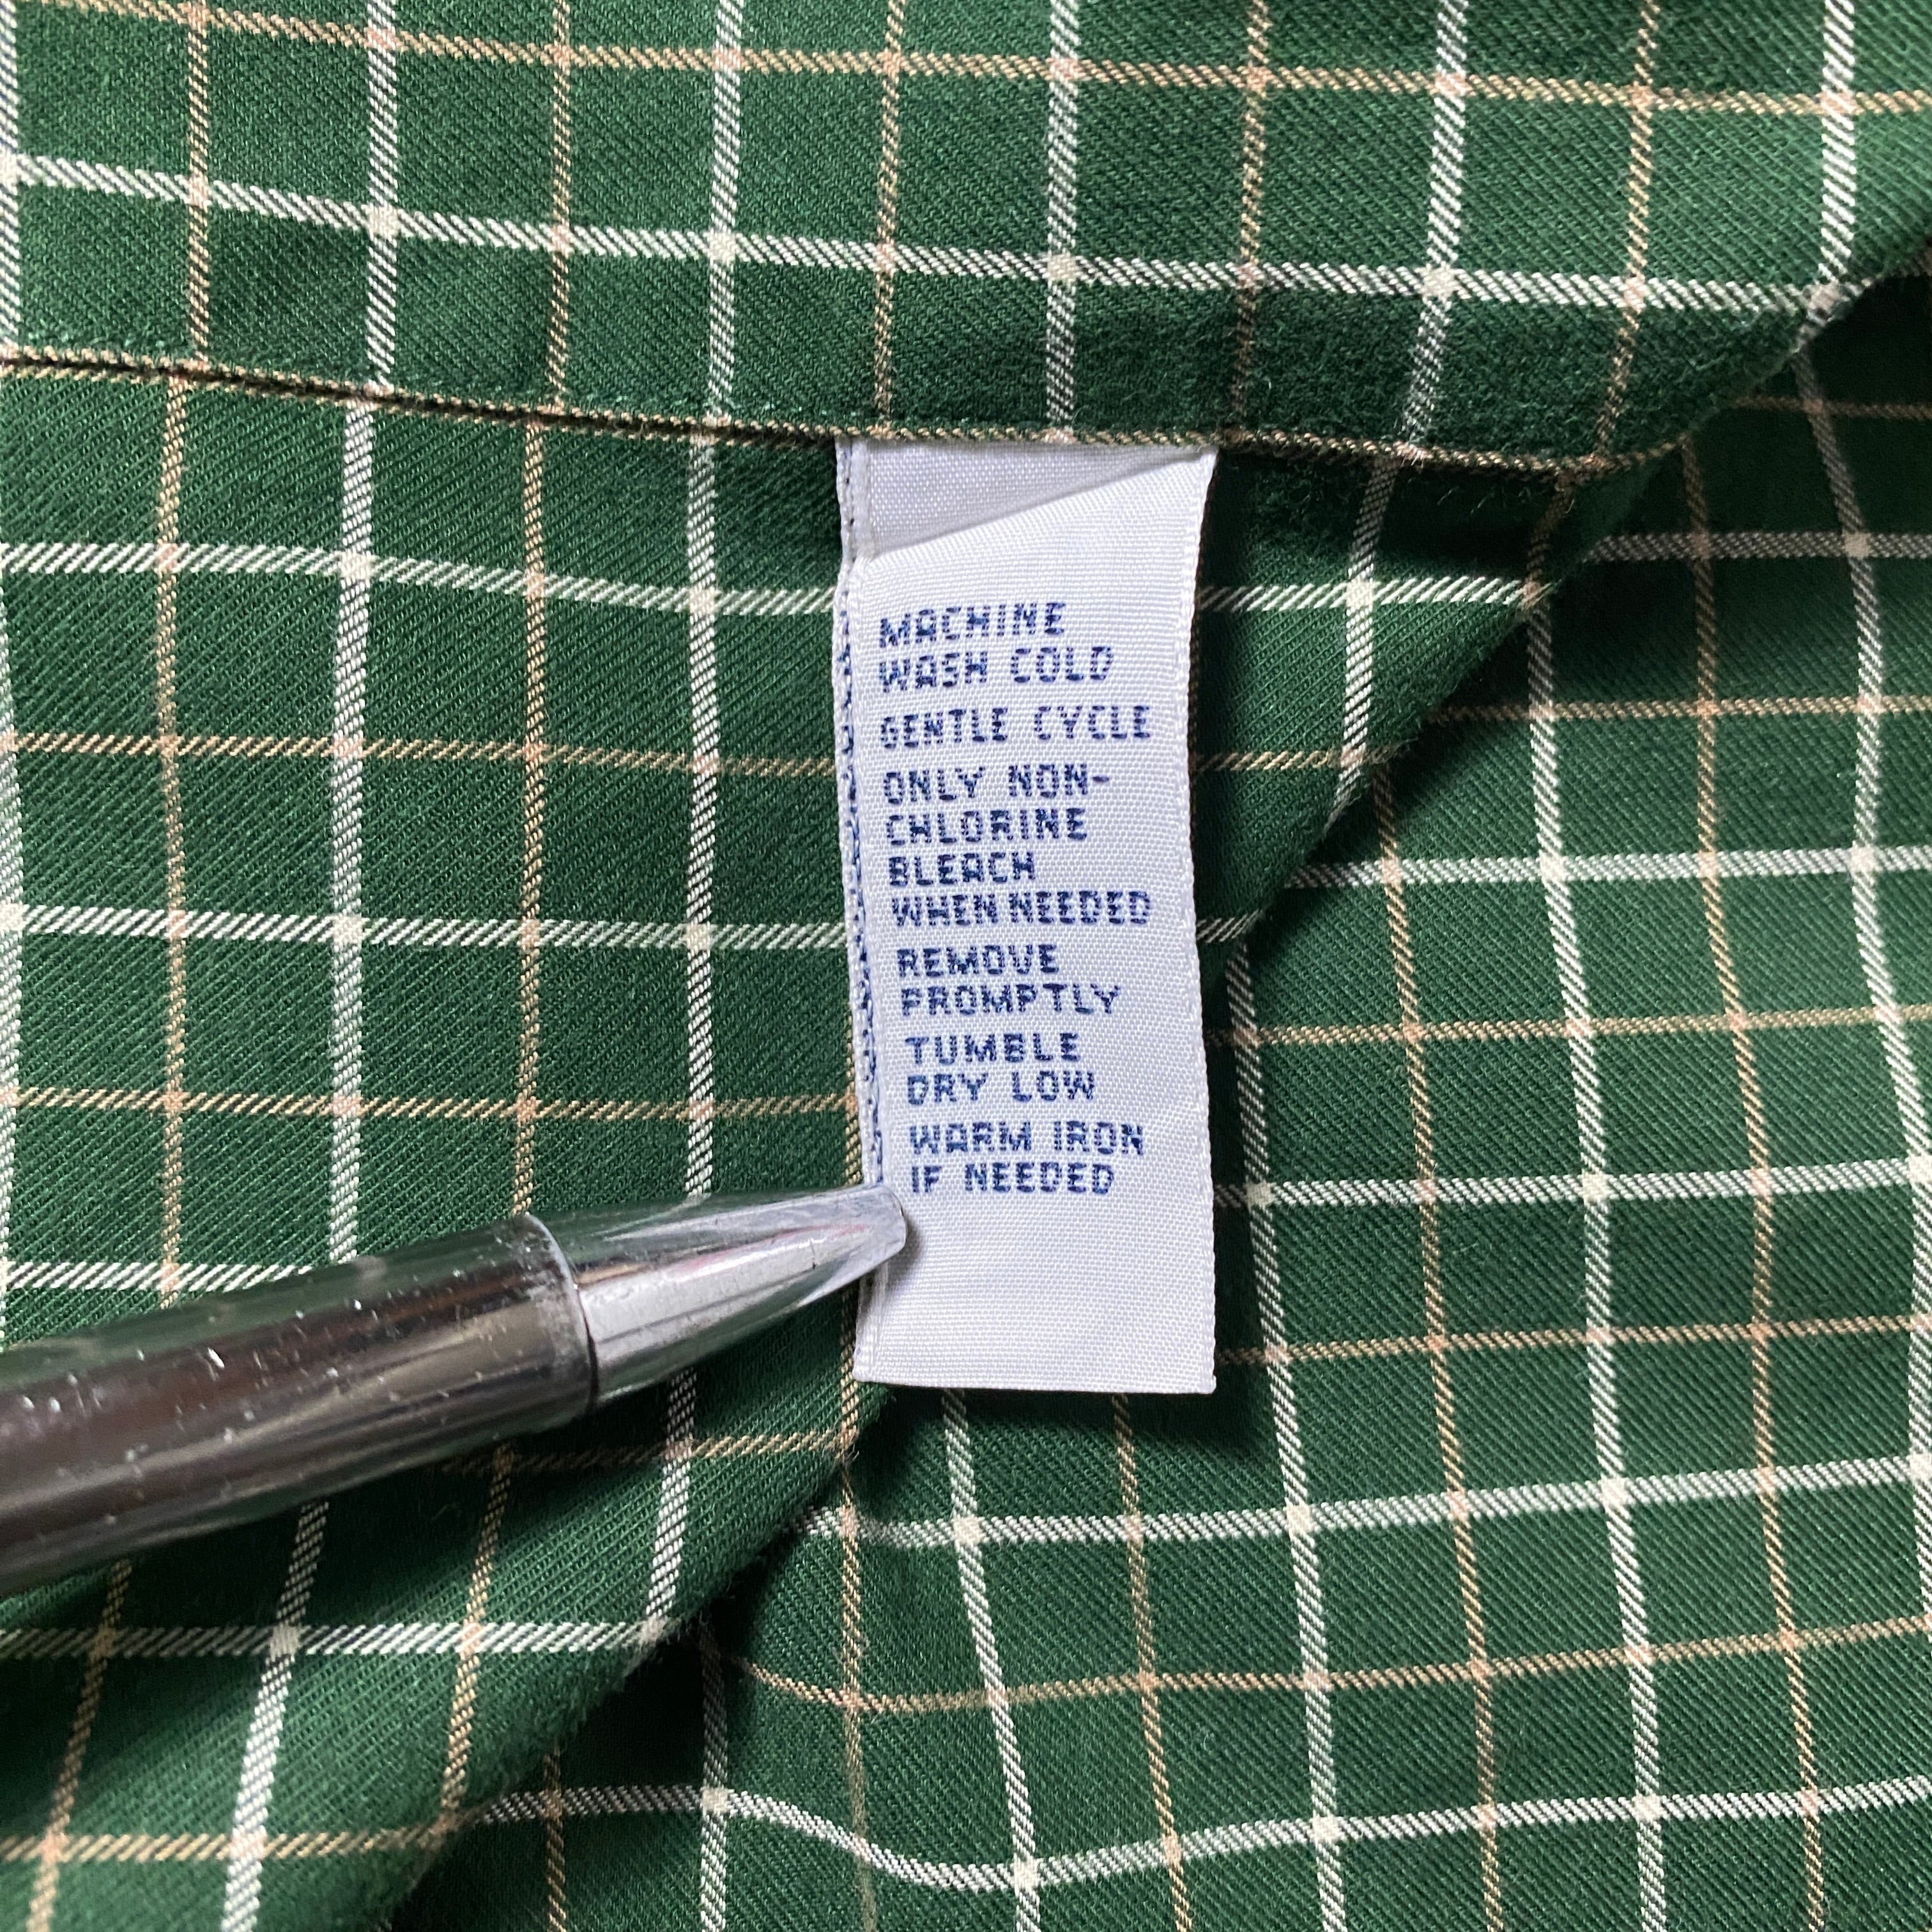 MACHINE
WASH COLD
GENTLE CYCLE
ONLY NON-
CHLORINE
BLEACH
WHEN NEEDED
REMOVE
PROMPTLY
TUMBLE
DRY LOW
WARM IRON
IF NEEDED